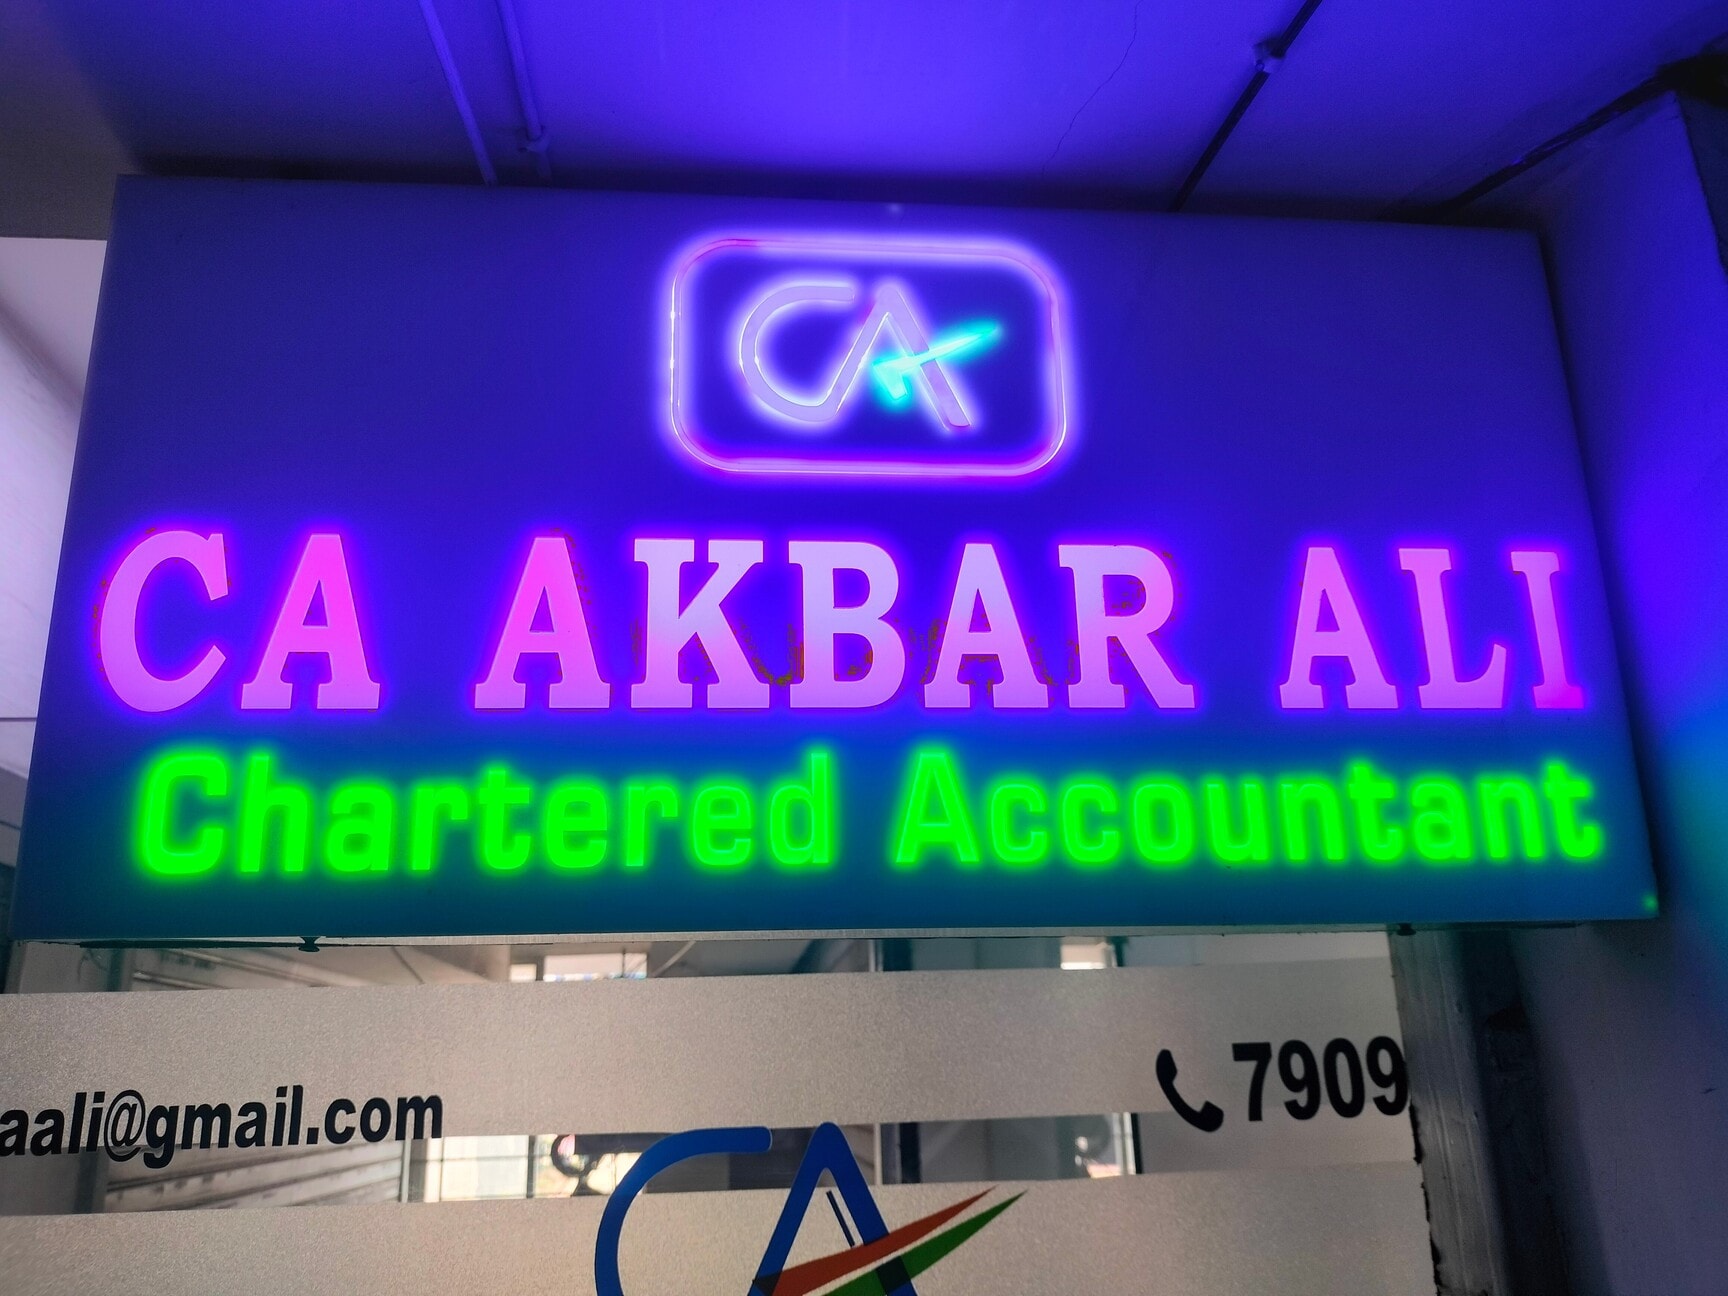 CA
CA AKBAR ALI
Chartered Accountant
aali@gmail.com
7909
CA